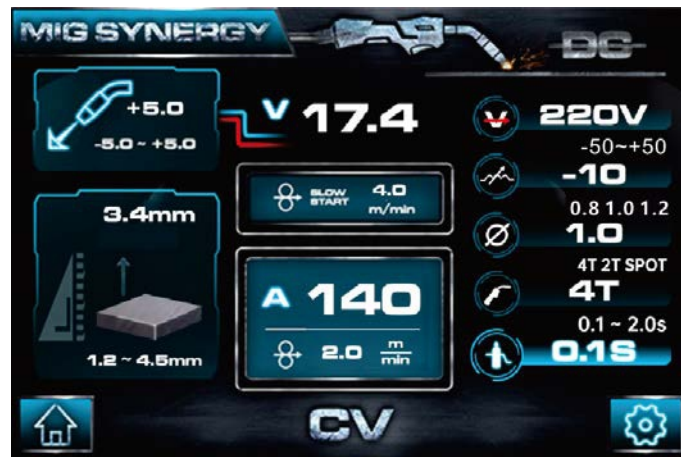 MIG SYNERGY
DC
+5.0
-5.0 ~ +5.0
V 17.4
220V
-50~+50
-10
SLOW START 4.0 m/min
3.4mm
1.2 ~ 4.5mm
0.8 1.0 1.2
1.0
A 140
2.0 m/min
4T 2T SPOT
4T
0.1 ~ 2.0s
0.1S
CV